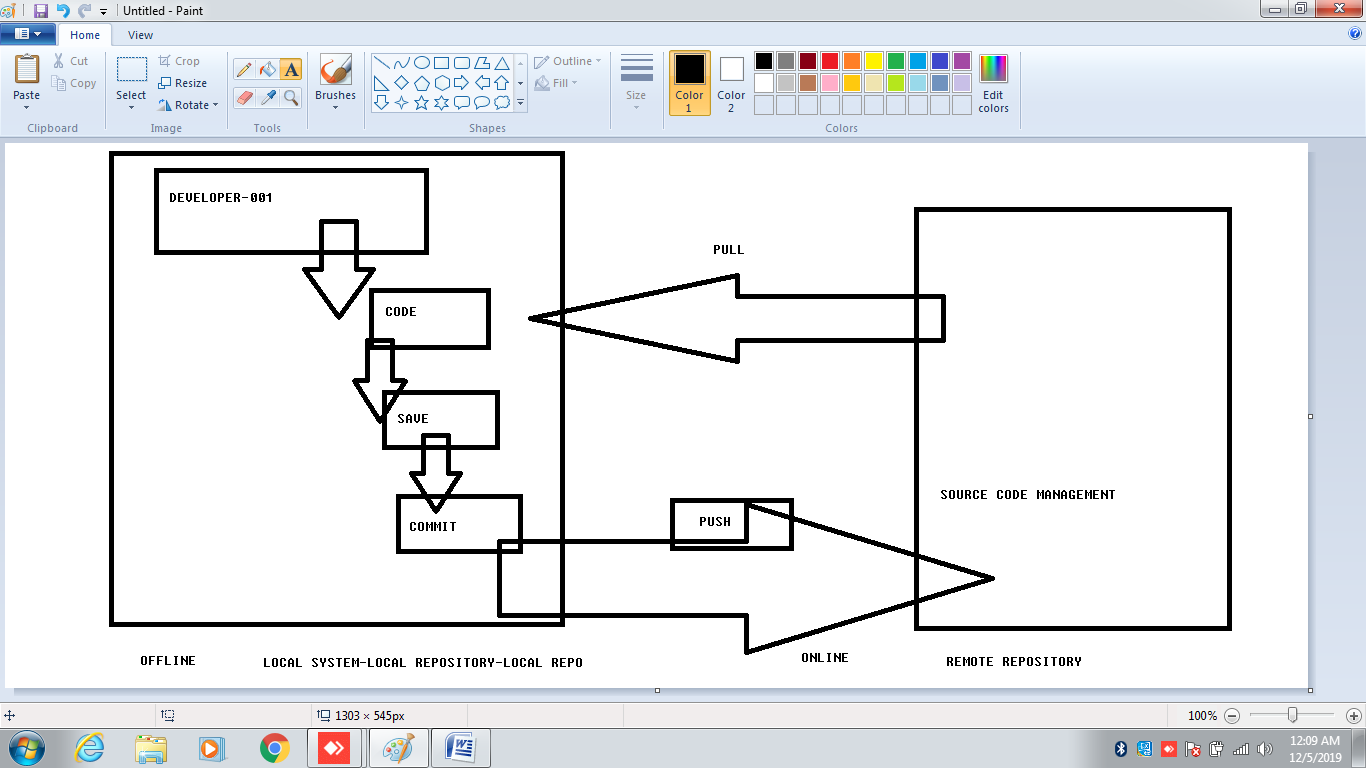 Untitled - Paint
Home
View
Paste
Cut
Copy
Clipboard
Select
Crop
Resize
Rotate
Image
A
Tools
Brushes
Shapes
Outline
Fill
Size
Color
1
Color
2
Edit
colors
Colors
DEVELOPER-001
PULL
CODE
SAVE
SOURCE CODE MANAGEMENT
PUSH
COMMIT
OFFLINE
LOCAL SYSTEM-LOCAL REPOSITORY-LOCAL REPO
ONLINE
REMOTE REPOSITORY
1303 × 545px
100%
12:09 AM
12/5/2019